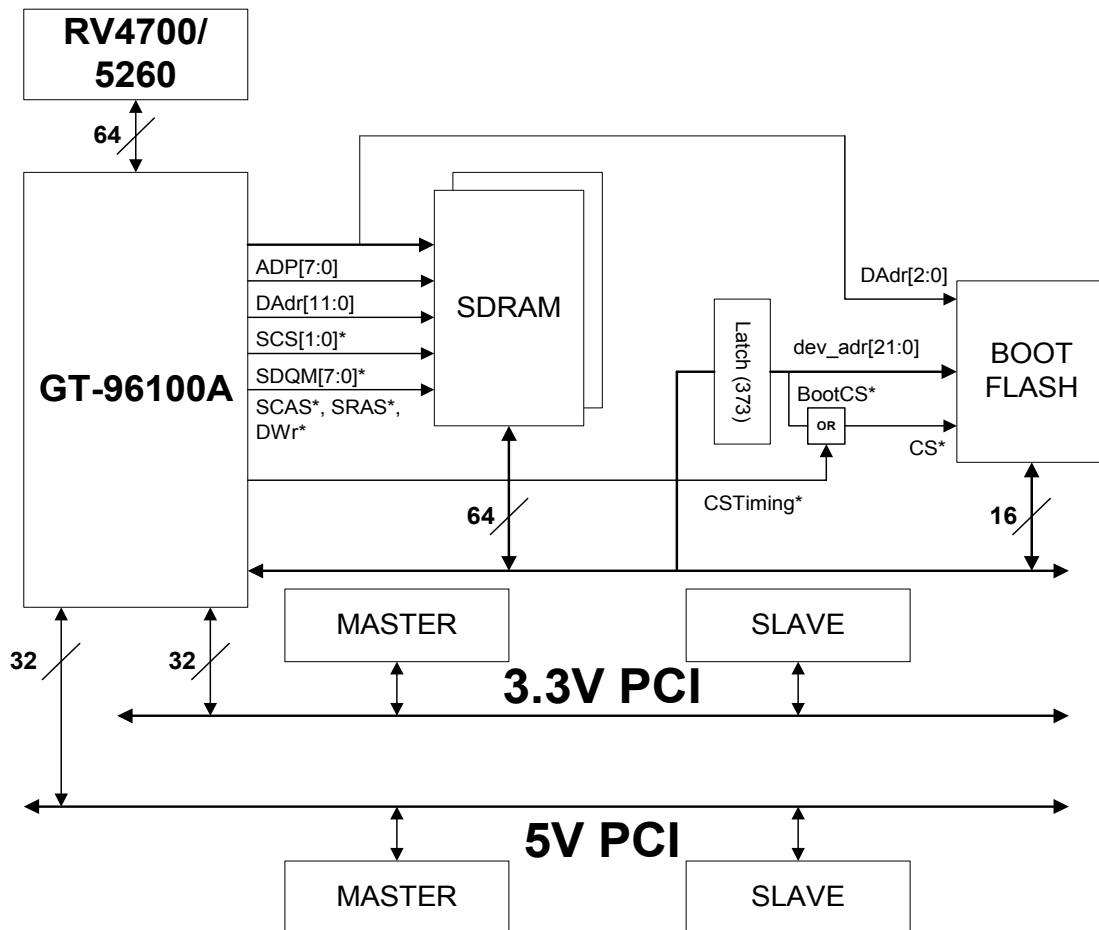 RV4700/
5260
64
GT-96100A
ADP[7:0]
DAdr[11:0]
SCS[1:0]*
SDQM[7:0]*
SCAS*, SRAS*,
DWr*
SDRAM
DAdr[2:0]
Latch (373)
dev_adr[21:0]
BootCS*
OR
CS*
BOOT
FLASH
CSTiming*
64
16
MASTER
SLAVE
32
32
3.3V PCI
5V PCI
MASTER
SLAVE